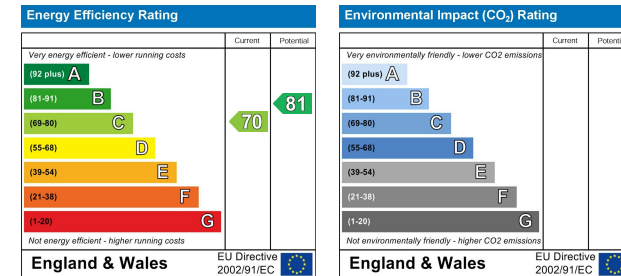 Energy Efficiency Rating
Current Potential
Very energy efficient - lower running costs
(92 plus) A
(81-91) B
(69-80) C
(55-68) D
(39-54) E
(21-38) F
(1-20) G
70
81
Not energy efficient - higher running costs
England & Wales
EU Directive
2002/91/EC
Environmental Impact (CO₂) Rating
Current Potenti
Very environmentally friendly - lower CO2 emissions
(92 plus) A
(81-91) B
(69-80) C
(55-68) D
(39-54) E
(21-38) F
(1-20) G
Not environmentally friendly - higher CO2 emissions
England & Wales
EU Directive
2002/91/EC